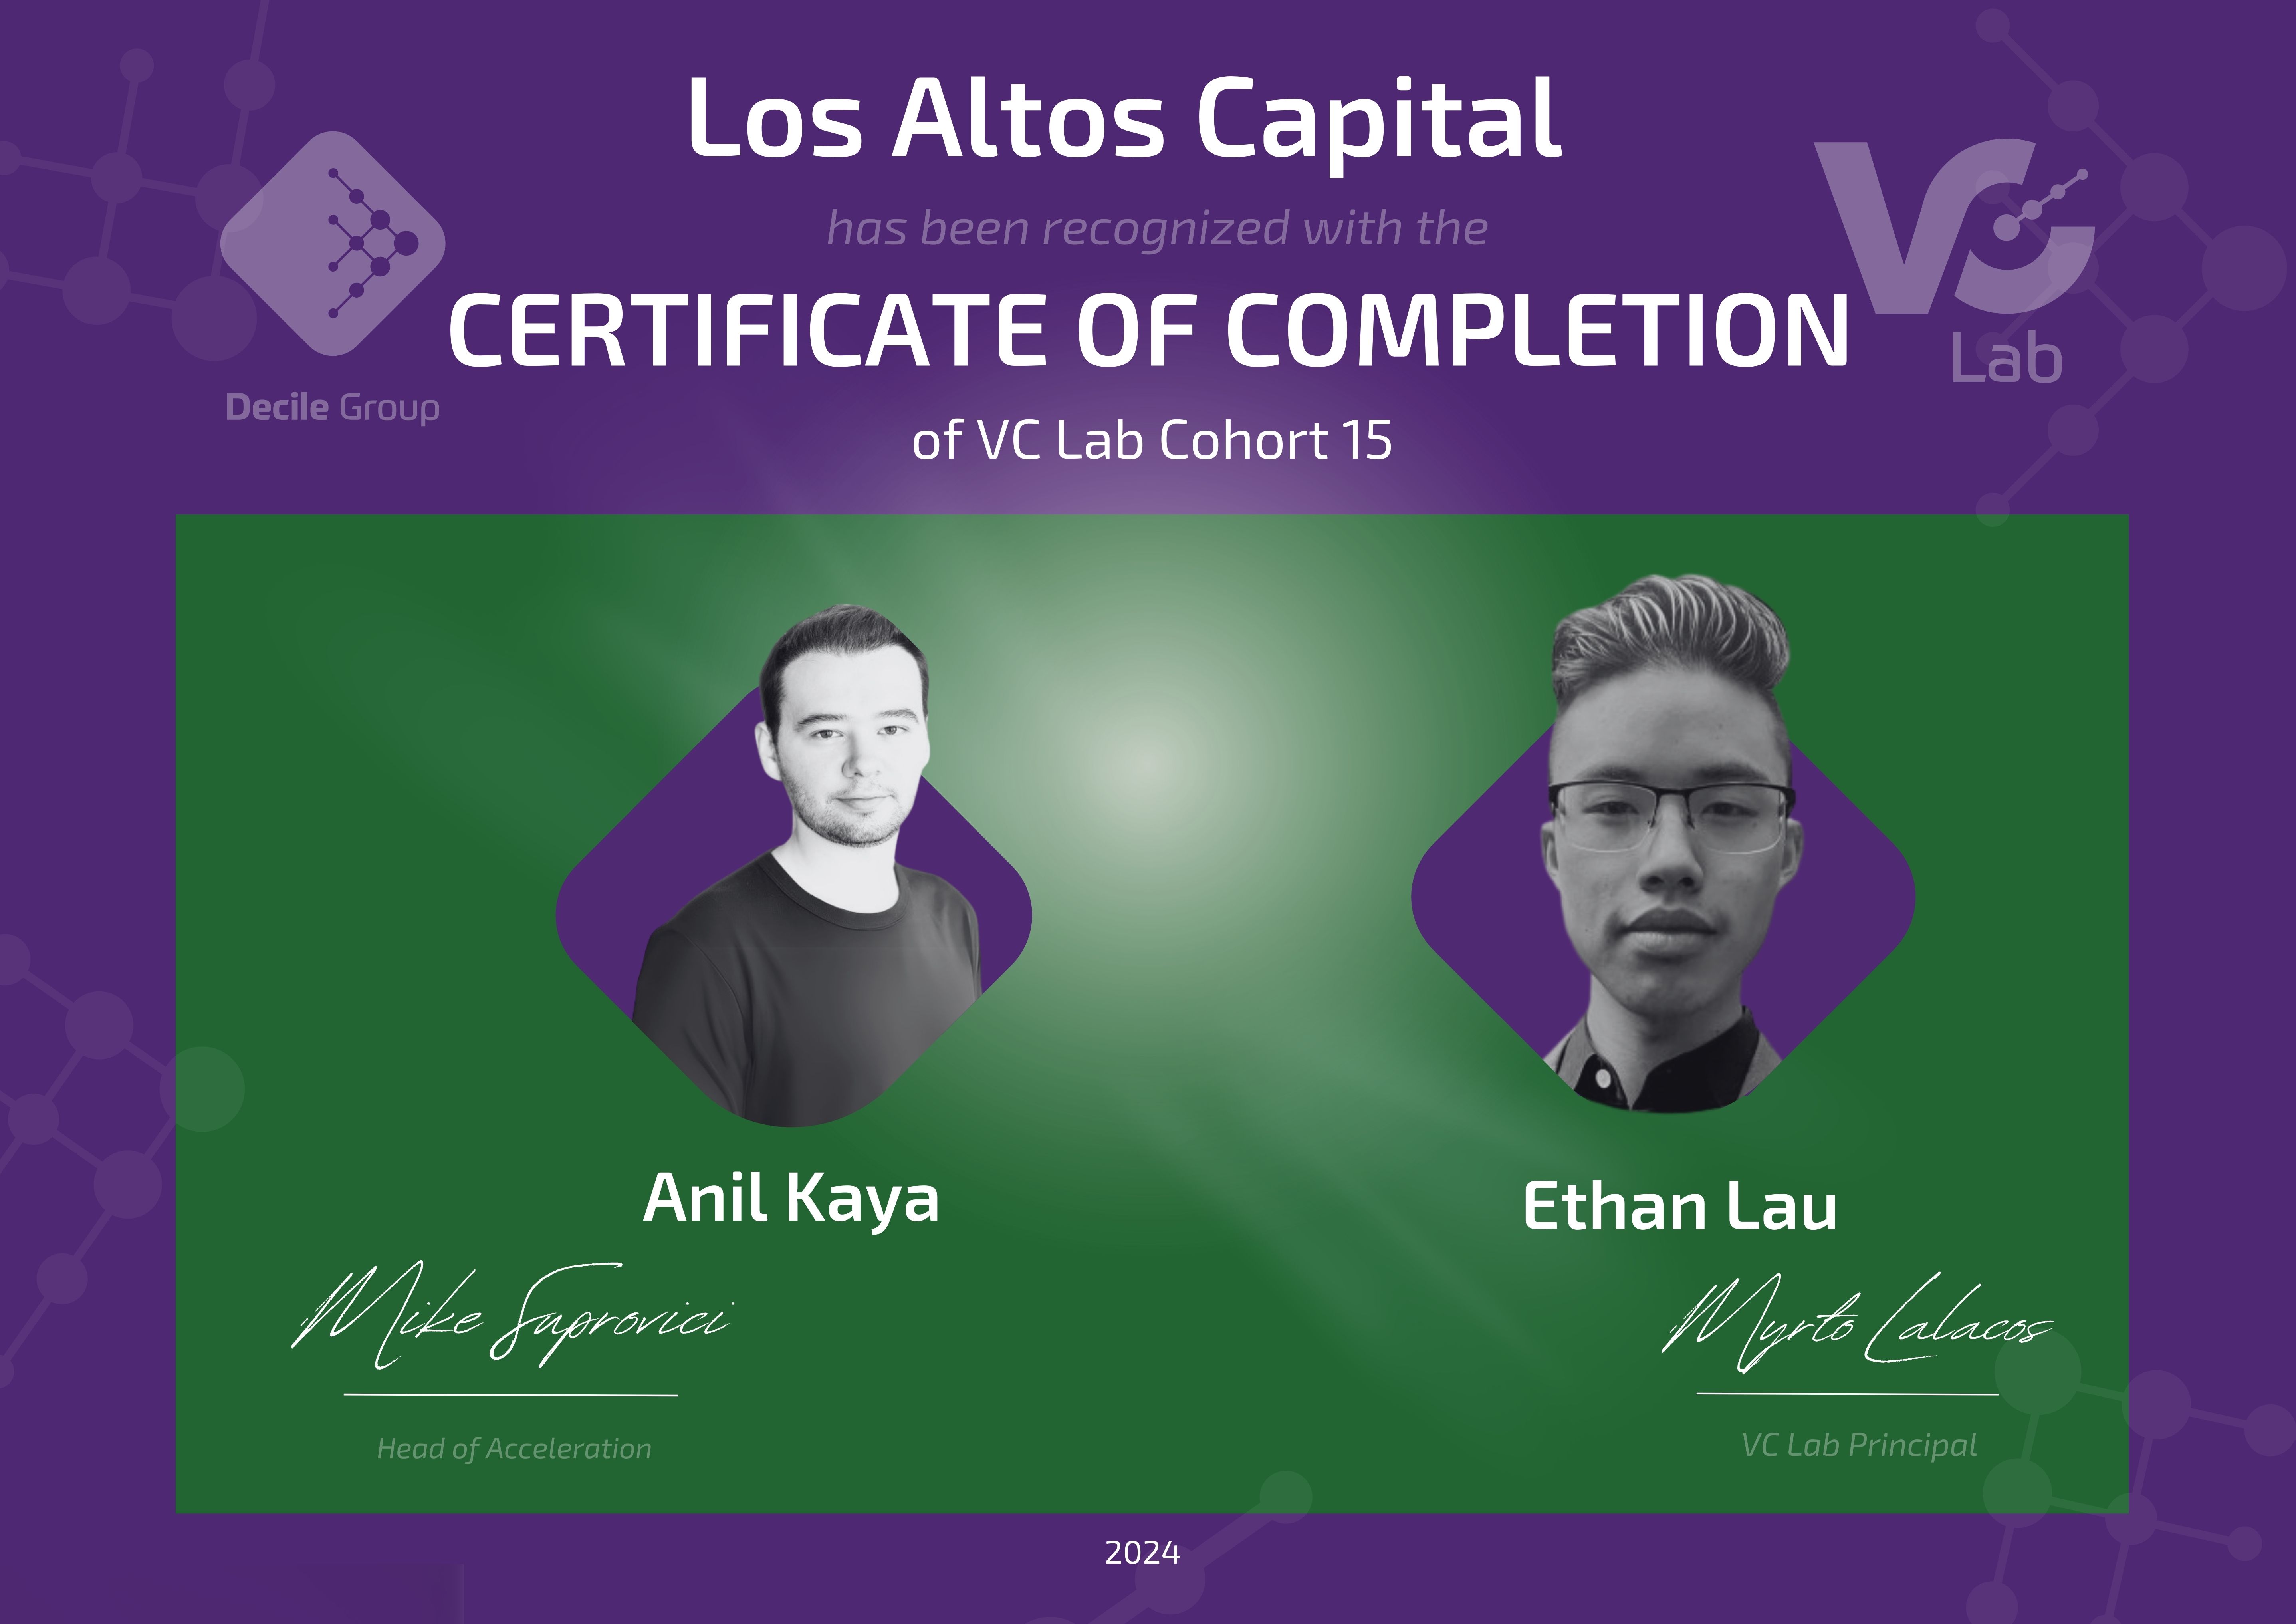 Los Altos Capital
has been recognized with the
CERTIFICATE OF COMPLETION
of VC Lab Cohort 15
Decile Group
VC
Lab
Anil Kaya
Ethan Lau
Mike Suprovici
Myrto Lalacos
Head of Acceleration
VC Lab Principal
2024